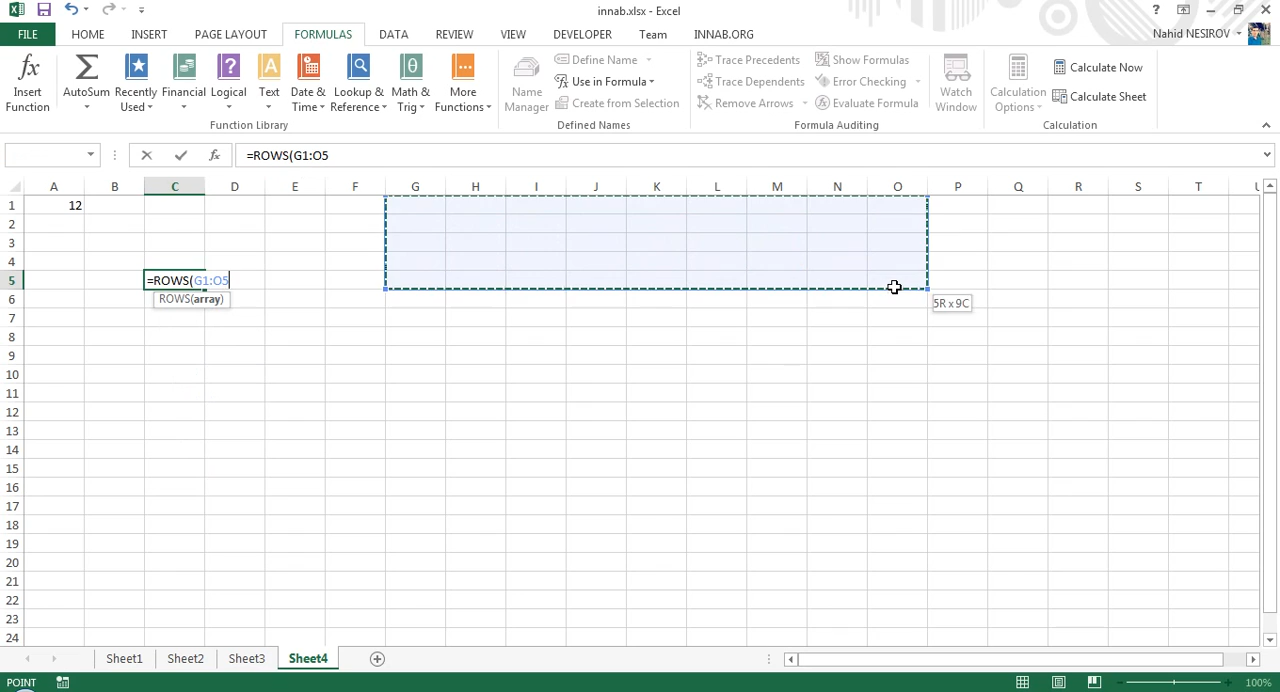 innab.xlsx - Excel
?
FILE HOME INSERT PAGE LAYOUT FORMULAS DATA REVIEW VIEW DEVELOPER Team INNAB.ORG Nahid NESIROV
fx Σ ? A θ
Insert Function
AutoSum
Recently Used
Financial
Logical
Text
Date & Time
Lookup & Reference
Math & Trig
More Functions
Function Library
Name Manager
Define Name
Use in Formula
Create from Selection
Defined Names
Trace Precedents
Trace Dependents
Remove Arrows
Show Formulas
Error Checking
Evaluate Formula
Formula Auditing
Watch Window
Calculation Options
Calculate Now
Calculate Sheet
Calculation
fx =ROWS(G1:O5
A B C D E F G H I J K L M N O P Q R S T U
1 12
2
3
4
5 =ROWS(G1:O5
6 ROWS(array) 5R x 9C
7
8
9
10
11
12
13
14
15
16
17
18
19
20
21
22
23
24
Sheet1 Sheet2 Sheet3 Sheet4
POINT 100%